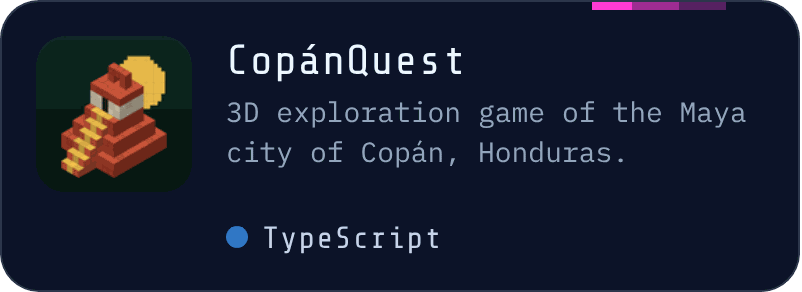 CopánQuest
3D exploration game of the Maya
city of Copán, Honduras.
TypeScript